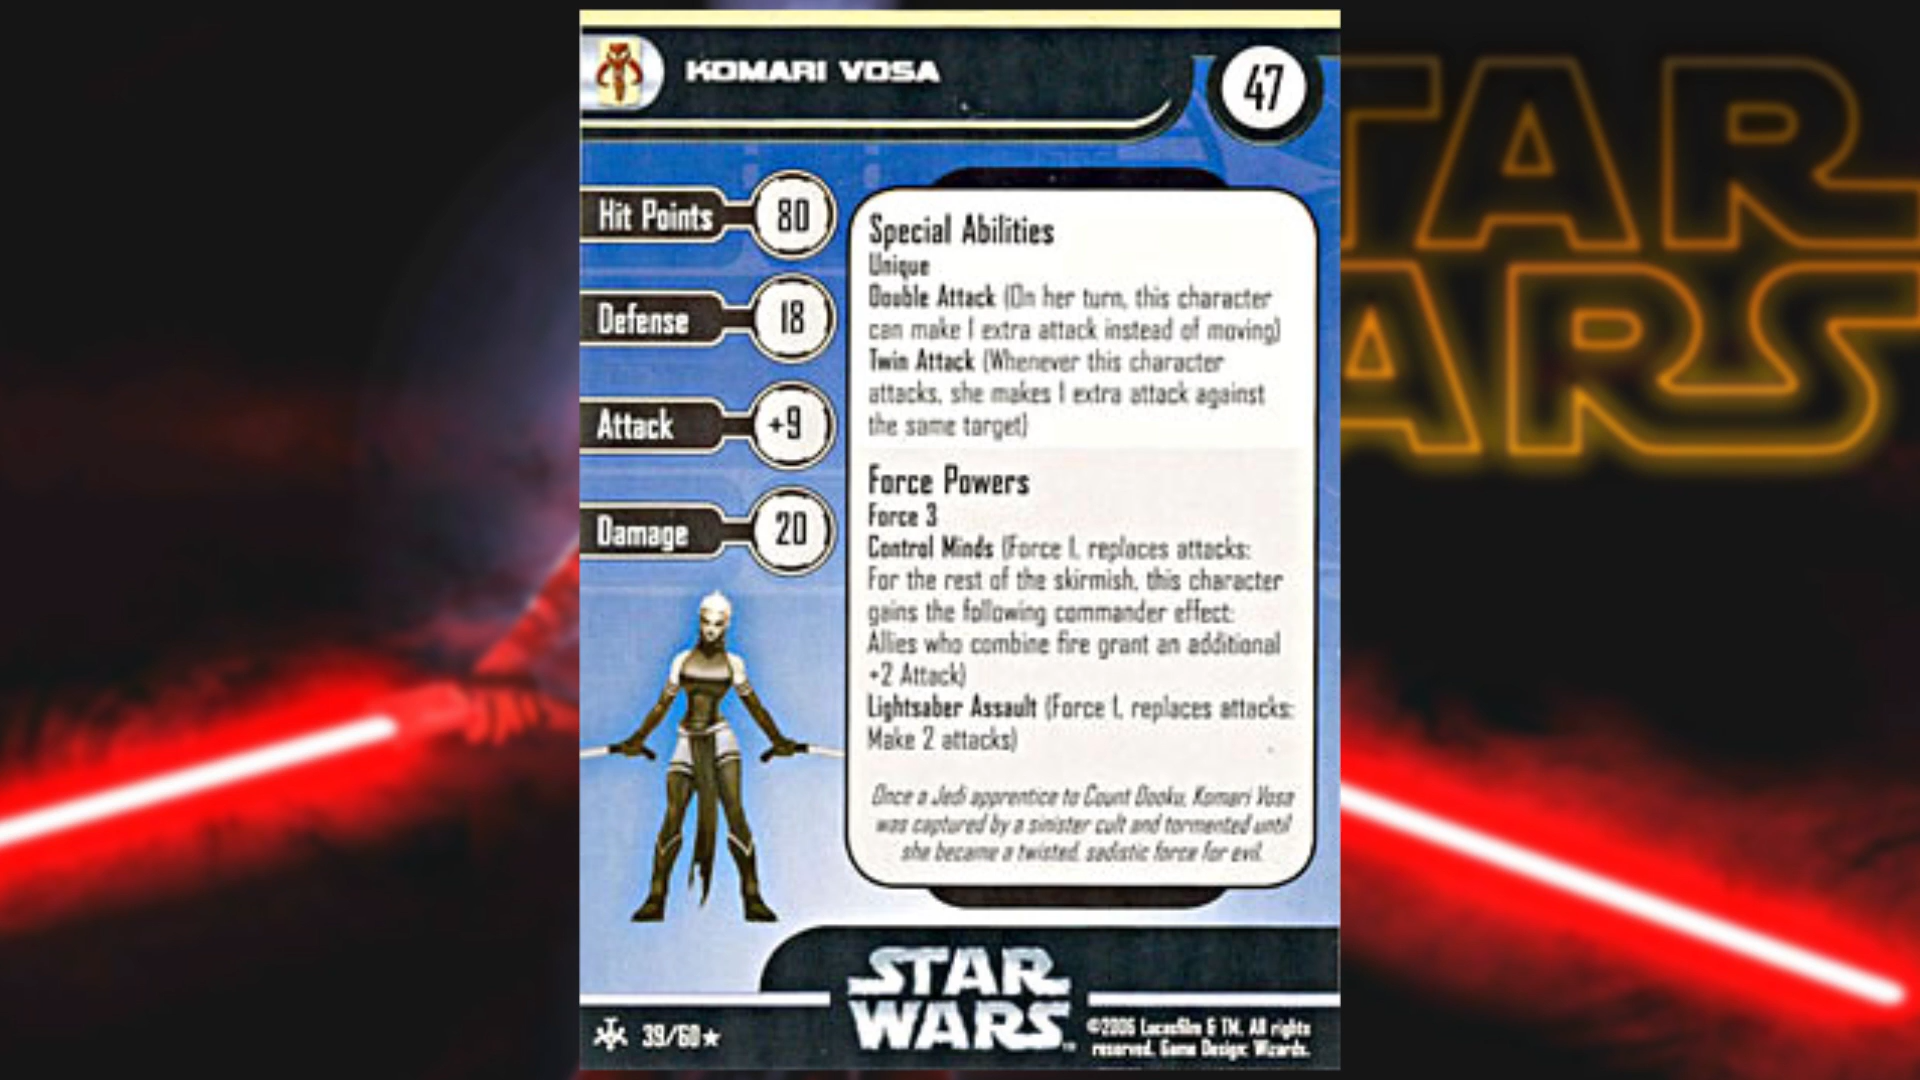 KOMARI VOSA
47
Hit Points 80
Defense 18
Attack +9
Damage 20
Special Abilities
Unique
Double Attack (On her turn, this character
can make 1 extra attack instead of moving)
Twin Attack (Whenever this character
attacks, she makes 1 extra attack against
the same target)
Force Powers
Force 3
Control Minds (Force 1, replaces attacks:
For the rest of the skirmish, this character
gains the following commander effect:
Allies who combine fire grant an additional
+2 Attack)
Lightsaber Assault (Force 1, replaces attacks:
Make 2 attacks)
Once a Jedi apprentice to Count Dooku, Komari Vosa
was captured by a sinister cult and tormented until
she became a twisted, sadistic force for evil.
STAR
WARS™
39/60★
©2006 Lucasfilm & TM. All rights
reserved. Game Design: Wizards.
TAR
ARS